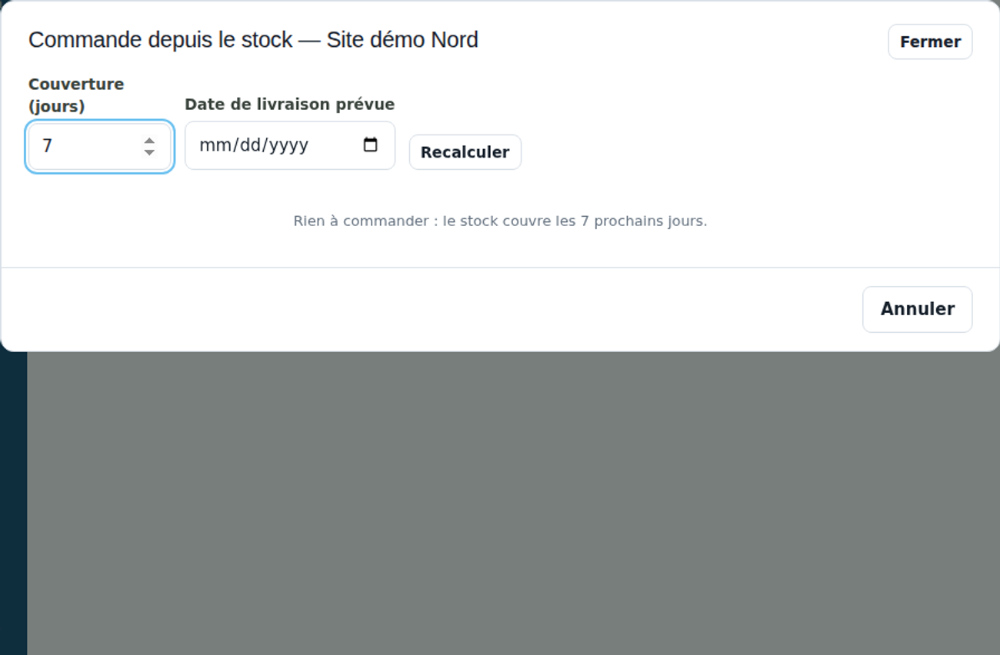 Commande depuis le stock — Site démo Nord
Fermer
Couverture
(jours)
Date de livraison prévue
7
mm/dd/yyyy
Recalculer
Rien à commander : le stock couvre les 7 prochains jours.
Annuler